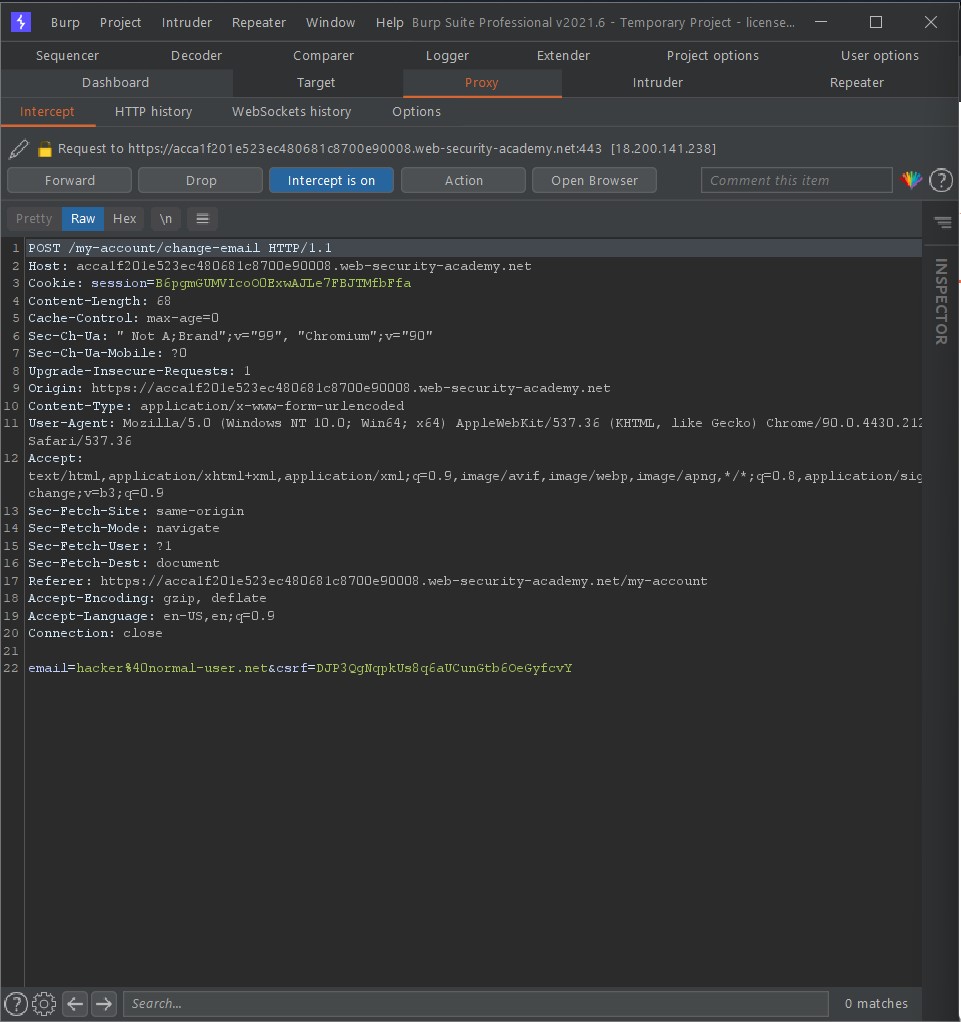 Burp Project Intruder Repeater Window Help Burp Suite Professional v2021.6 - Temporary Project - license...
Sequencer Decoder Comparer Logger Extender Project options User options
Dashboard Target Proxy Intruder Repeater
Intercept HTTP history WebSockets history Options
Request to https://acca1f201e523ec480681c8700e90008.web-security-academy.net:443 [18.200.141.238]
Forward Drop Intercept is on Action Open Browser Comment this item ?
Pretty Raw Hex \n
INSPECTOR
1 POST /my-account/change-email HTTP/1.1
2 Host: acca1f201e523ec480681c8700e90008.web-security-academy.net
3 Cookie: session=B6pgmGUMVIcoO0ExwAJLe7FBJTMfbFfa
4 Content-Length: 68
5 Cache-Control: max-age=0
6 Sec-Ch-Ua: " Not A;Brand";v="99", "Chromium";v="90"
7 Sec-Ch-Ua-Mobile: ?0
8 Upgrade-Insecure-Requests: 1
9 Origin: https://acca1f201e523ec480681c8700e90008.web-security-academy.net
10 Content-Type: application/x-www-form-urlencoded
11 User-Agent: Mozilla/5.0 (Windows NT 10.0; Win64; x64) AppleWebKit/537.36 (KHTML, like Gecko) Chrome/90.0.4430.212
Safari/537.36
12 Accept:
text/html,application/xhtml+xml,application/xml;q=0.9,image/avif,image/webp,image/apng,*/*;q=0.8,application/sig
change;v=b3;q=0.9
13 Sec-Fetch-Site: same-origin
14 Sec-Fetch-Mode: navigate
15 Sec-Fetch-User: ?1
16 Sec-Fetch-Dest: document
17 Referer: https://acca1f201e523ec480681c8700e90008.web-security-academy.net/my-account
18 Accept-Encoding: gzip, deflate
19 Accept-Language: en-US,en;q=0.9
20 Connection: close
21
22 email=hacker%40normal-user.net&csrf=DJP3QgNqpkUs8q6aUCunGtb6OeGyfcvY
? Search... 0 matches